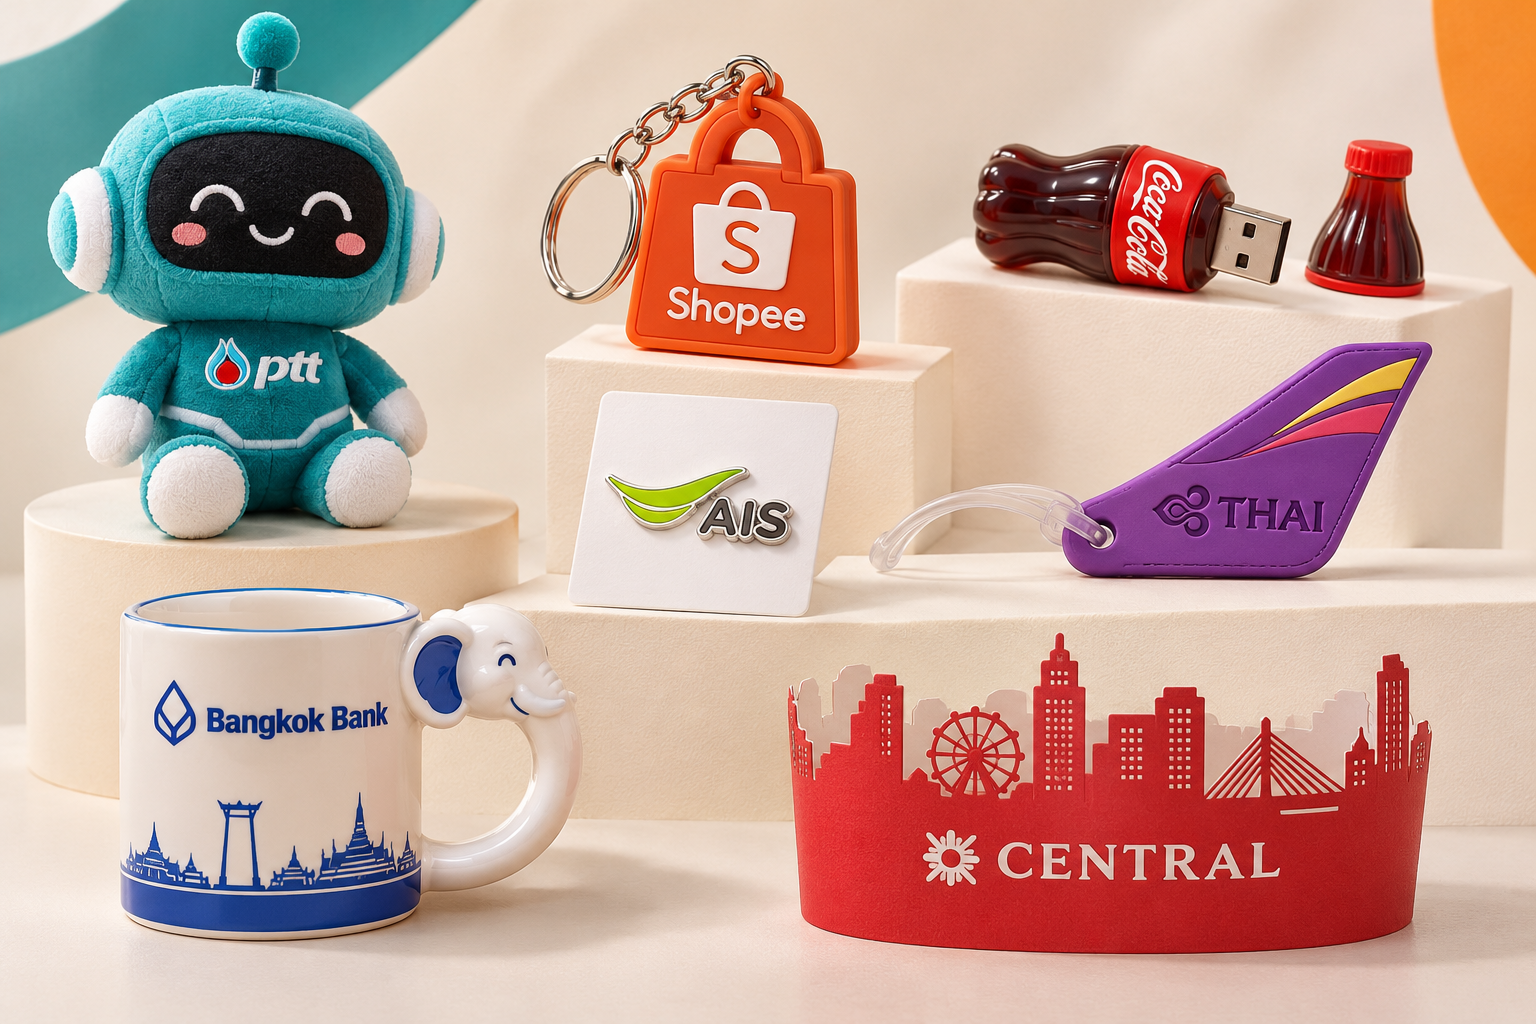 ptt
S
Shopee
Coca-Cola
AIS
THAI
Bangkok Bank
CENTRAL